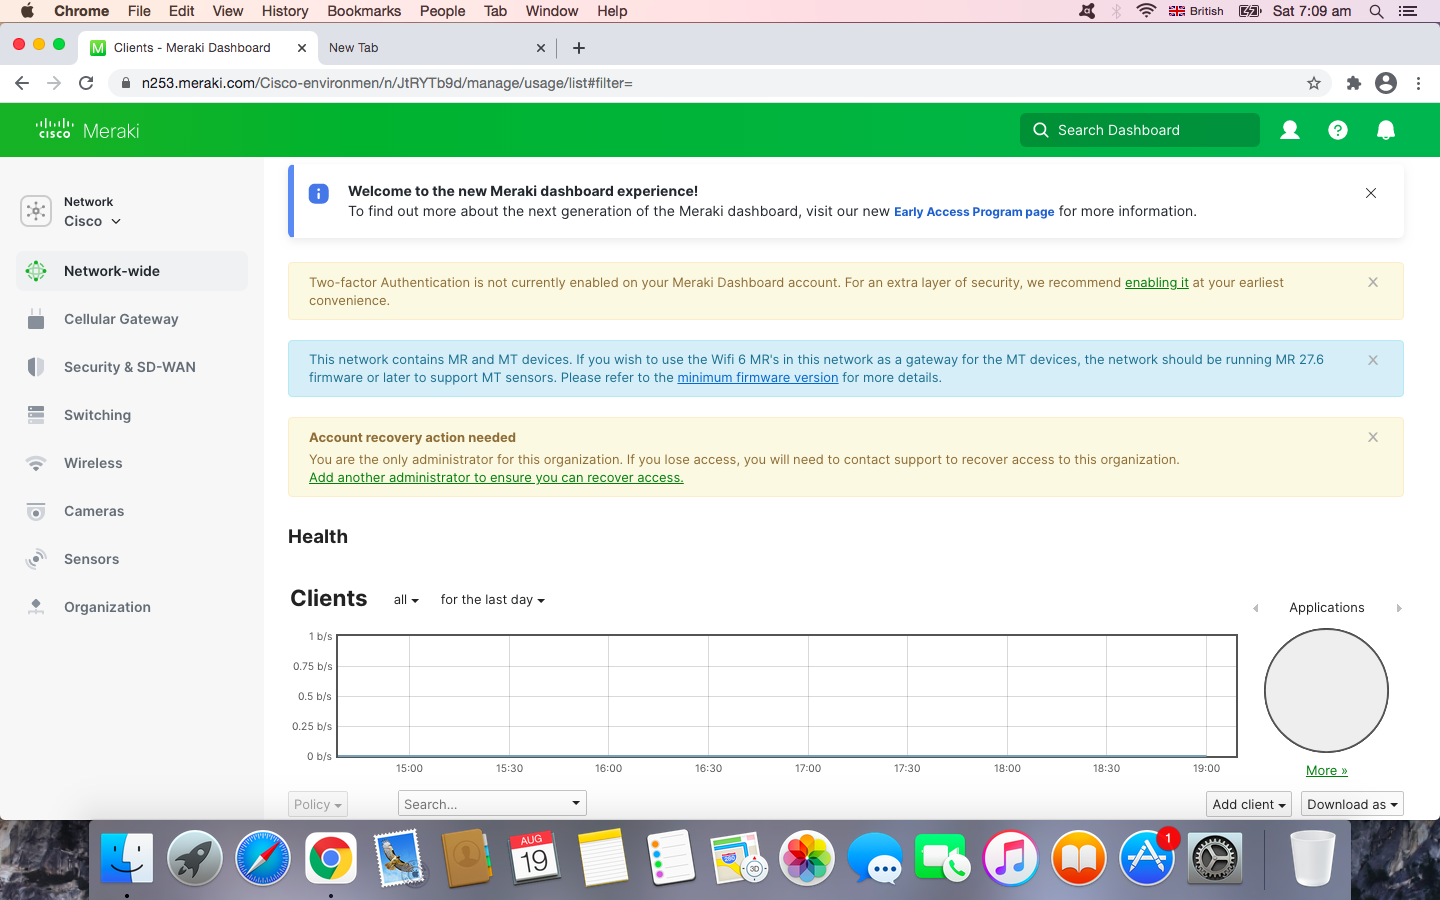 Chrome File Edit View History Bookmarks People Tab Window Help
British Sat 7:09 am
Clients - Meraki Dashboard New Tab
n253.meraki.com/Cisco-environmen/n/JtRYTb9d/manage/usage/list#filter=
cisco Meraki
Search Dashboard
Network
Cisco
Network-wide
Cellular Gateway
Security & SD-WAN
Switching
Wireless
Cameras
Sensors
Organization
Welcome to the new Meraki dashboard experience!
To find out more about the next generation of the Meraki dashboard, visit our new Early Access Program page for more information.
Two-factor Authentication is not currently enabled on your Meraki Dashboard account. For an extra layer of security, we recommend enabling it at your earliest
convenience.
This network contains MR and MT devices. If you wish to use the Wifi 6 MR's in this network as a gateway for the MT devices, the network should be running MR 27.6
firmware or later to support MT sensors. Please refer to the minimum firmware version for more details.
Account recovery action needed
You are the only administrator for this organization. If you lose access, you will need to contact support to recover access to this organization.
Add another administrator to ensure you can recover access.
Health
Clients all for the last day
Applications
1 b/s
0.75 b/s
0.5 b/s
0.25 b/s
0 b/s
15:00 15:30 16:00 16:30 17:00 17:30 18:00 18:30 19:00
More »
Policy Search... Add client Download as
AUG
19
280
3D
1